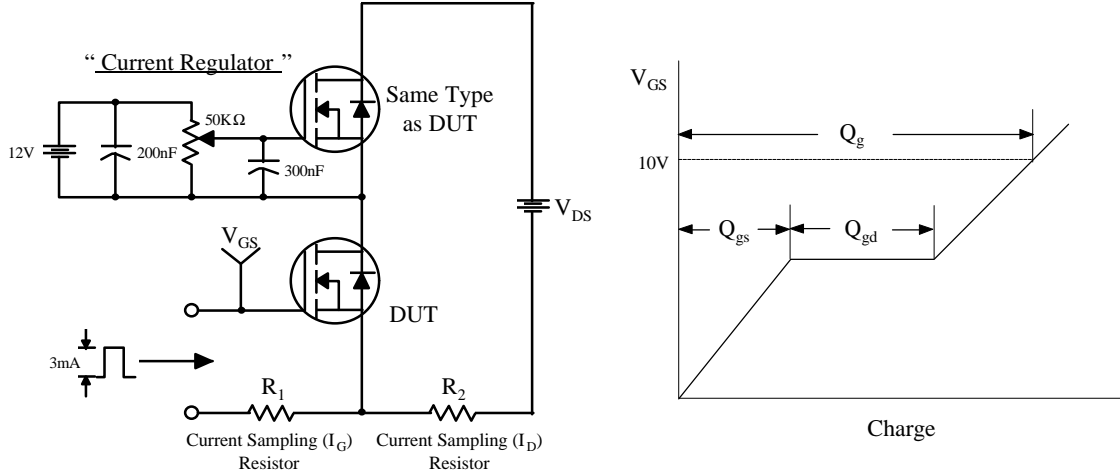 “ Current Regulator ”
Same Type
as DUT
50KΩ
12V
200nF
300nF
V_DS
V_GS
DUT
3mA
R_1
R_2
Current Sampling (I_G)
Resistor
Current Sampling (I_D)
Resistor
V_GS
Q_g
10V
Q_gs
Q_gd
Charge